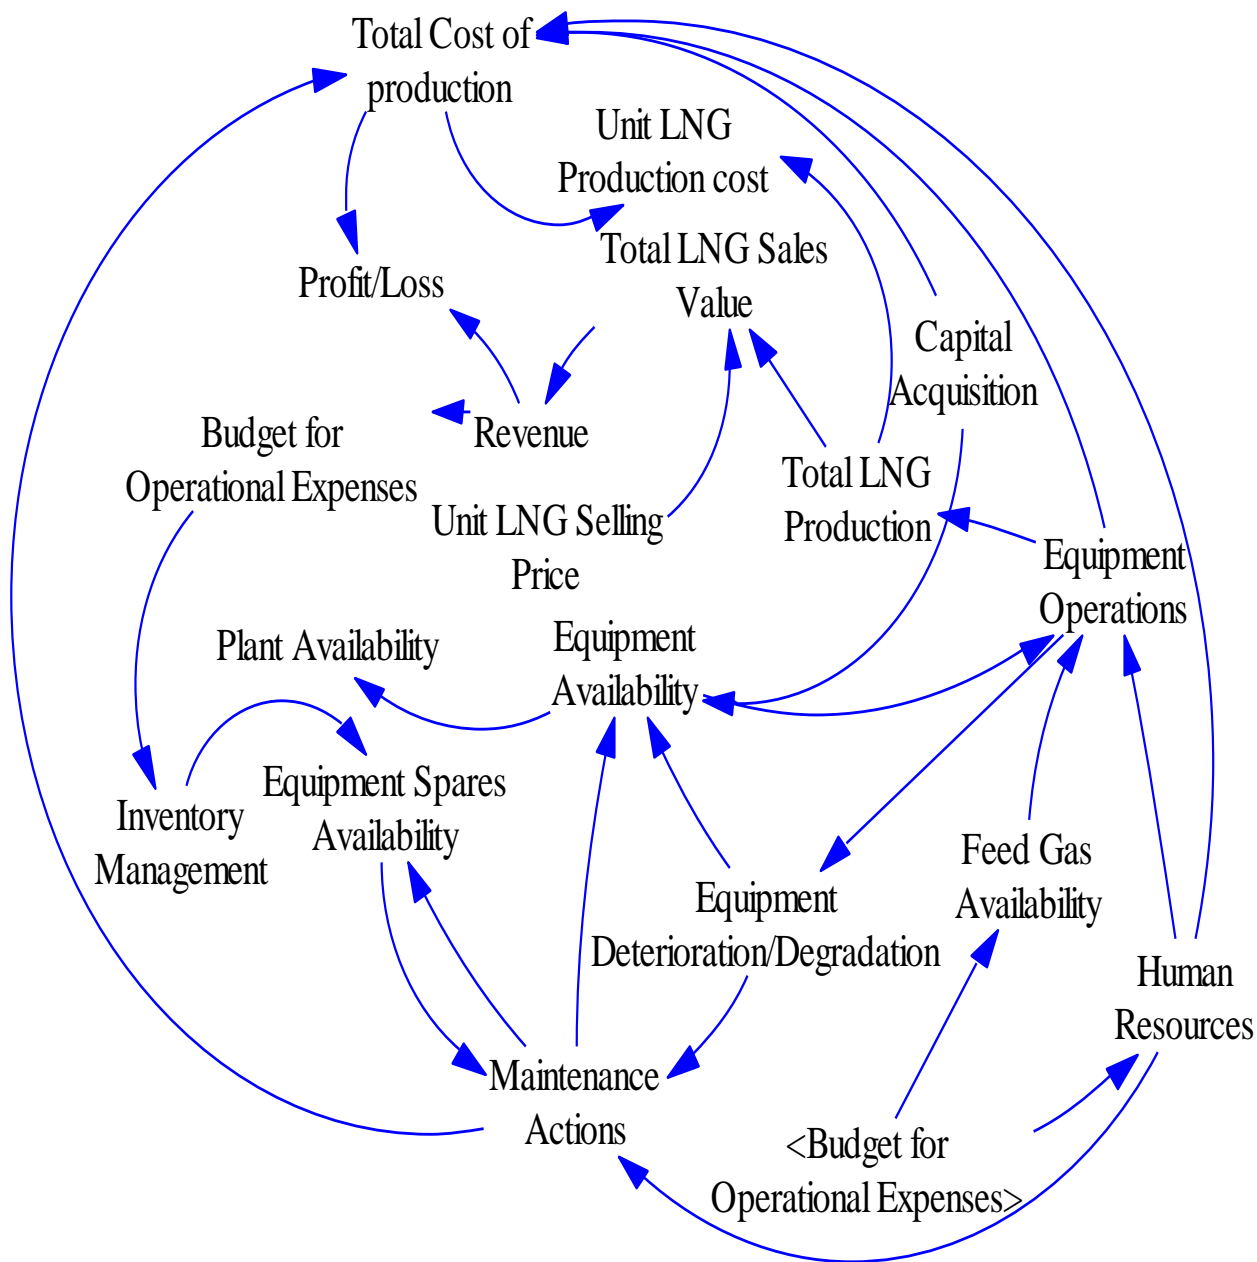 Total Cost of
production
Unit LNG
Production cost
Total LNG Sales
Value
Profit/Loss
Capital
Acquisition
Budget for
Operational Expenses
Revenue
Total LNG
Production
Unit LNG Selling
Price
Equipment
Operations
Plant Availability
Equipment
Availability
Equipment Spares
Availability
Inventory
Management
Feed Gas
Availability
Equipment
Deterioration/Degradation
Human
Resources
Maintenance
Actions
<Budget for
Operational Expenses>